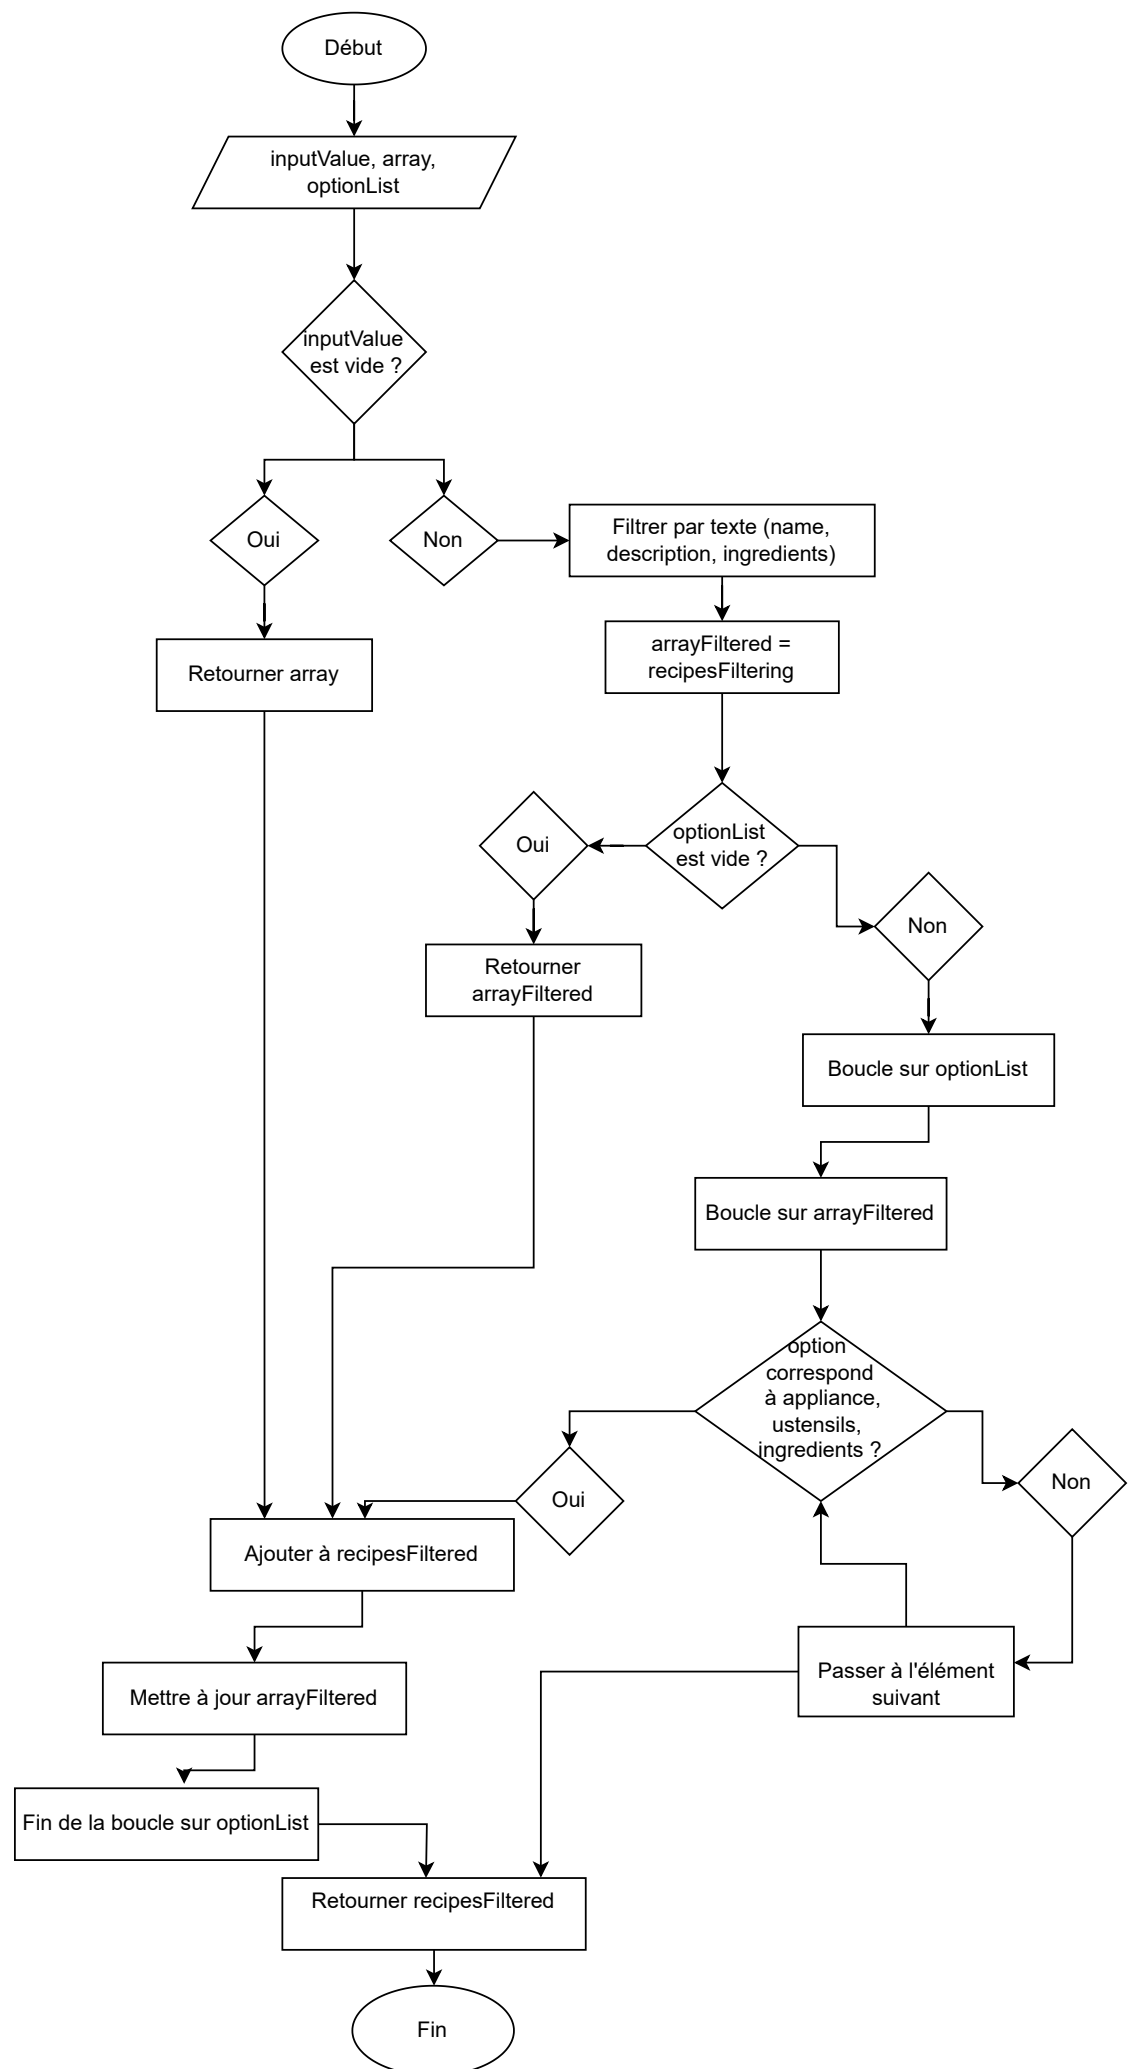 Début
inputValue, array,
optionList
inputValue
est vide ?
Oui
Non
Filtrer par texte (name,
description, ingredients)
Retourner array
arrayFiltered =
recipesFiltering
Oui
optionList
est vide ?
Non
Retourner
arrayFiltered
Boucle sur optionList
Boucle sur arrayFiltered
option
correspond
à appliance,
ustensils,
ingredients ?
Oui
Non
Ajouter à recipesFiltered
Passer à l'élément
suivant
Mettre à jour arrayFiltered
Fin de la boucle sur optionList
Retourner recipesFiltered
Fin